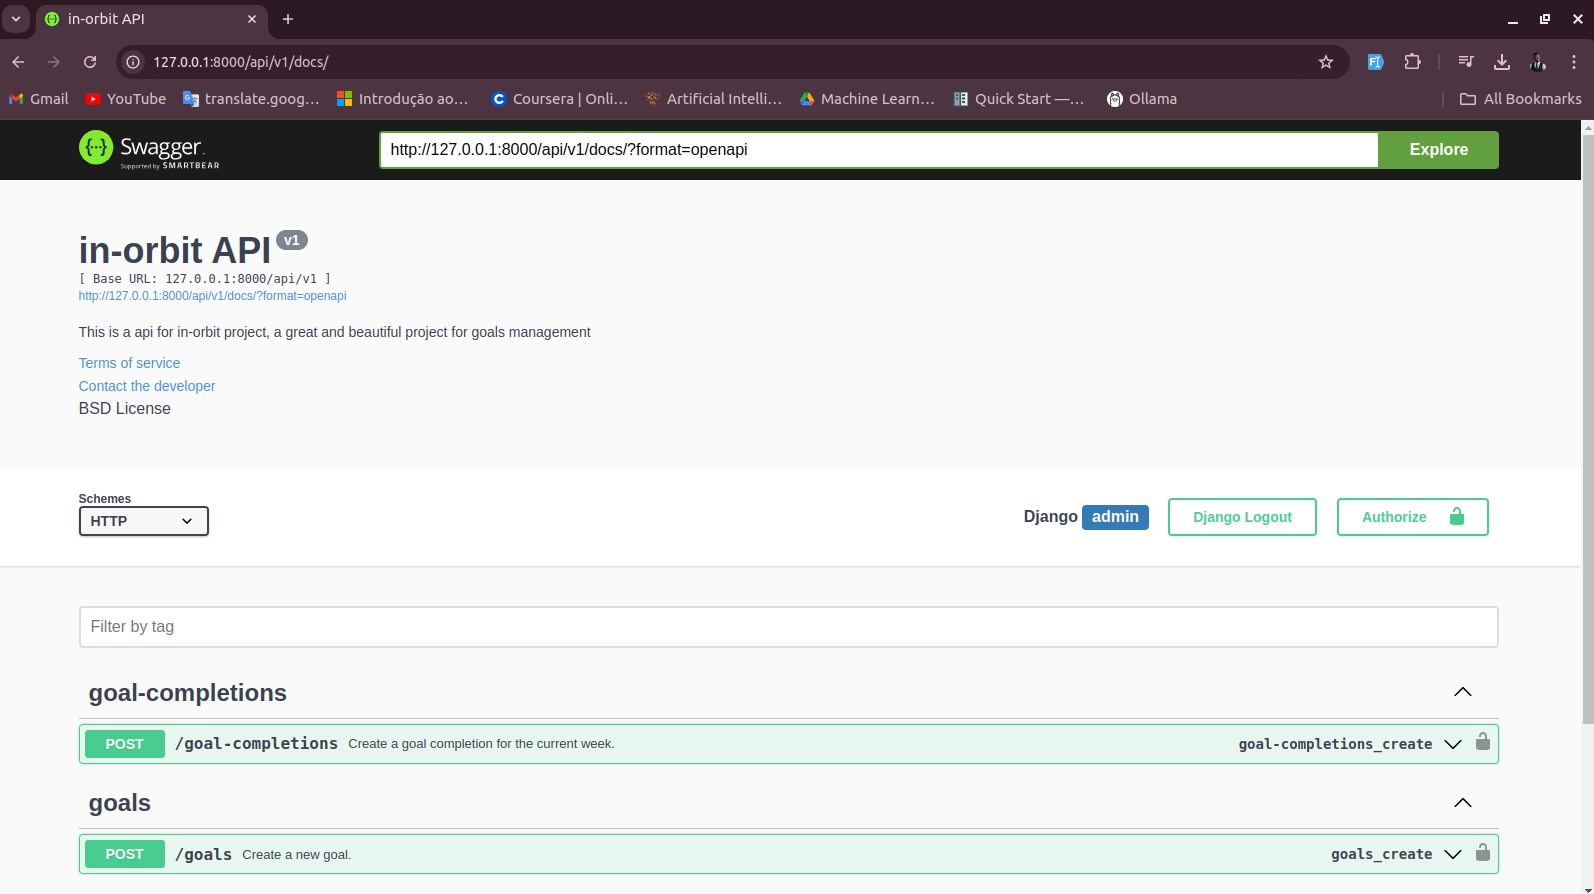 in-orbit API
127.0.0.1:8000/api/v1/docs/
Gmail YouTube translate.goog... Introdução ao... Coursera | Onli... Artificial Intelli... Machine Learn... Quick Start —... Ollama All Bookmarks
Swagger.
Supported by SMARTBEAR
http://127.0.0.1:8000/api/v1/docs/?format=openapi
Explore
in-orbit API v1
[ Base URL: 127.0.0.1:8000/api/v1 ]
http://127.0.0.1:8000/api/v1/docs/?format=openapi
This is a api for in-orbit project, a great and beautiful project for goals management
Terms of service
Contact the developer
BSD License
Schemes
HTTP
Django admin Django Logout Authorize
Filter by tag
goal-completions
POST /goal-completions Create a goal completion for the current week. goal-completions_create
goals
POST /goals Create a new goal. goals_create